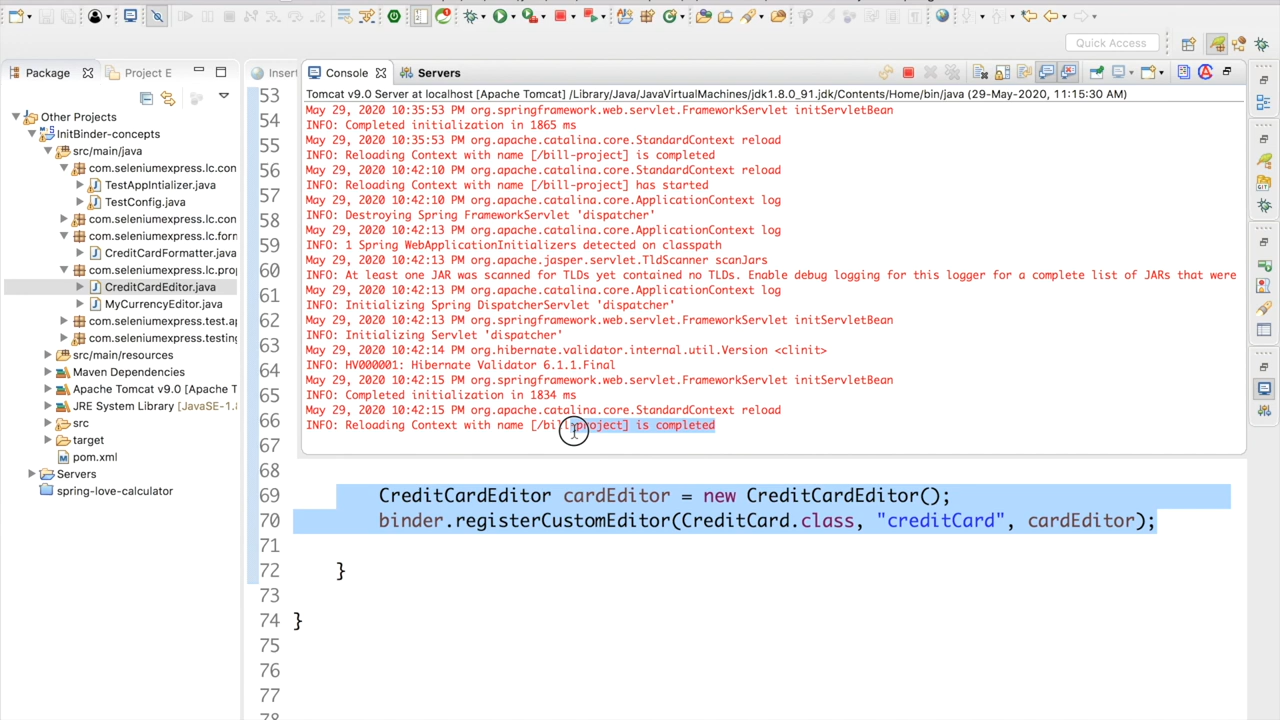 Quick Access
Package
Project E
Insert
Console
Servers
Other Projects
InitBinder-concepts
src/main/java
com.seleniumexpress.lc.con
TestAppIntializer.java
TestConfig.java
com.seleniumexpress.lc.con
com.seleniumexpress.lc.forn
CreditCardFormatter.java
com.seleniumexpress.lc.prop
CreditCardEditor.java
MyCurrencyEditor.java
com.seleniumexpress.test.ap
com.seleniumexpress.testing
src/main/resources
Maven Dependencies
Apache Tomcat v9.0 [Apache T
JRE System Library [JavaSE-1.8
src
target
pom.xml
Servers
spring-love-calculator
Tomcat v9.0 Server at localhost [Apache Tomcat] /Library/Java/JavaVirtualMachines/jdk1.8.0_91.jdk/Contents/Home/bin/java (29-May-2020, 11:15:30 AM)
May 29, 2020 10:35:53 PM org.springframework.web.servlet.FrameworkServlet initServletBean
INFO: Completed initialization in 1865 ms
May 29, 2020 10:35:53 PM org.apache.catalina.core.StandardContext reload
INFO: Reloading Context with name [/bill-project] is completed
May 29, 2020 10:42:10 PM org.apache.catalina.core.StandardContext reload
INFO: Reloading Context with name [/bill-project] has started
May 29, 2020 10:42:10 PM org.apache.catalina.core.ApplicationContext log
INFO: Destroying Spring FrameworkServlet 'dispatcher'
May 29, 2020 10:42:13 PM org.apache.catalina.core.ApplicationContext log
INFO: 1 Spring WebApplicationInitializers detected on classpath
May 29, 2020 10:42:13 PM org.apache.jasper.servlet.TldScanner scanJars
INFO: At least one JAR was scanned for TLDs yet contained no TLDs. Enable debug logging for this logger for a complete list of JARs that were
May 29, 2020 10:42:13 PM org.apache.catalina.core.ApplicationContext log
INFO: Initializing Spring DispatcherServlet 'dispatcher'
May 29, 2020 10:42:13 PM org.springframework.web.servlet.FrameworkServlet initServletBean
INFO: Initializing Servlet 'dispatcher'
May 29, 2020 10:42:14 PM org.hibernate.validator.internal.util.Version <clinit>
INFO: HV000001: Hibernate Validator 6.1.1.Final
May 29, 2020 10:42:15 PM org.springframework.web.servlet.FrameworkServlet initServletBean
INFO: Completed initialization in 1834 ms
May 29, 2020 10:42:15 PM org.apache.catalina.core.StandardContext reload
INFO: Reloading Context with name [/bill-project] is completed
53
54
55
56
57
58
59
60
61
62
63
64
65
66
67
68
69 CreditCardEditor cardEditor = new CreditCardEditor();
70 binder.registerCustomEditor(CreditCard.class, "creditCard", cardEditor);
71
72 }
73
74 }
75
76
77
78